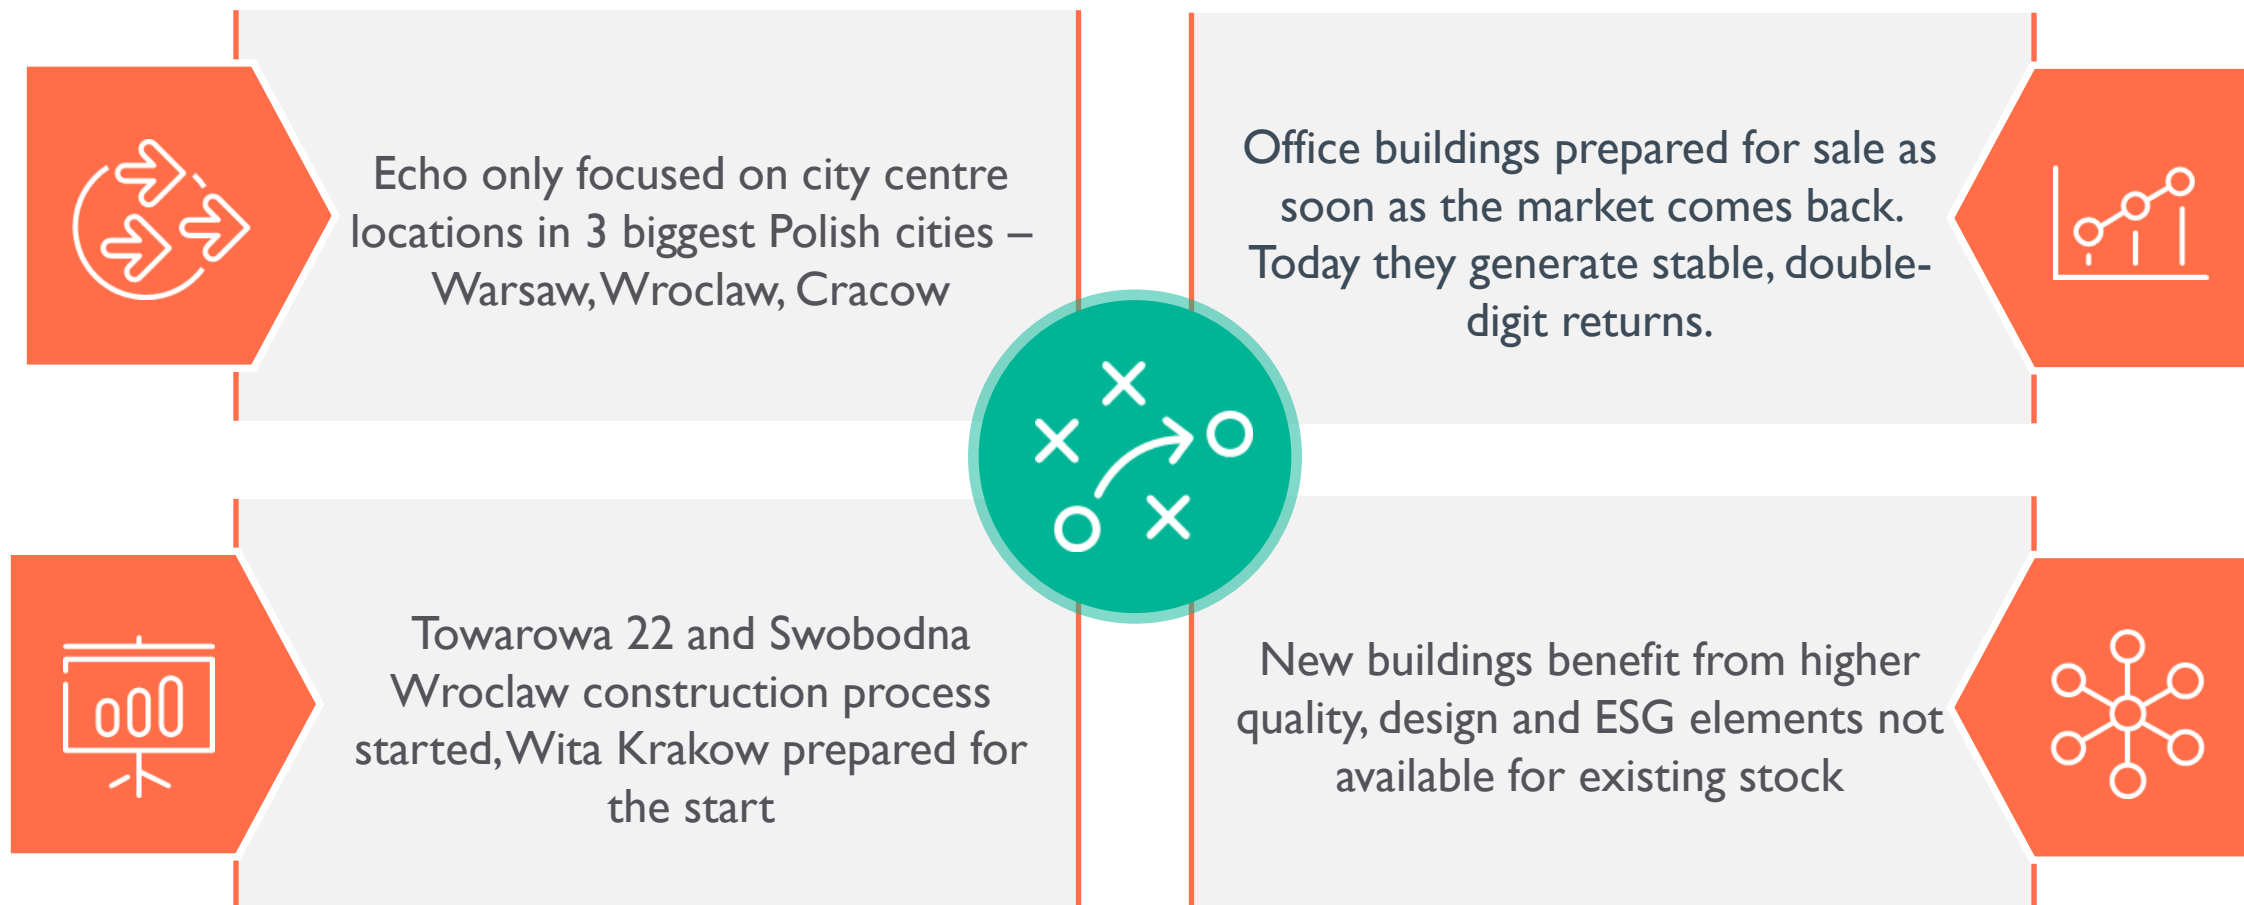 Echo only focused on city centre
locations in 3 biggest Polish cities –
Warsaw, Wroclaw, Cracow
Office buildings prepared for sale as
soon as the market comes back.
Today they generate stable, double-
digit returns.
Towarowa 22 and Swobodna
Wroclaw construction process
started, Wita Krakow prepared for
the start
New buildings benefit from higher
quality, design and ESG elements not
available for existing stock